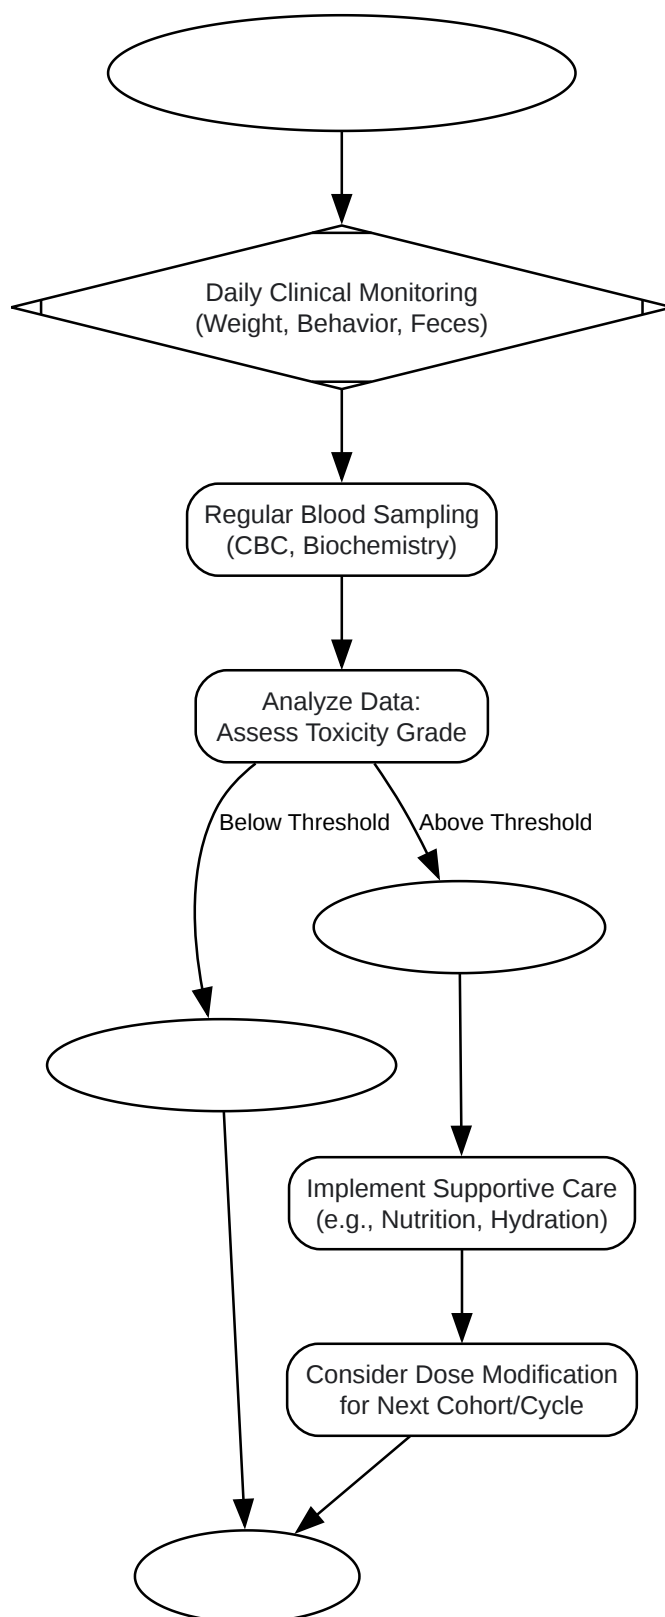 Daily Clinical Monitoring
(Weight, Behavior, Feces)
Regular Blood Sampling
(CBC, Biochemistry)
Analyze Data:
Assess Toxicity Grade
Below Threshold
Above Threshold
Implement Supportive Care
(e.g., Nutrition, Hydration)
Consider Dose Modification
for Next Cohort/Cycle